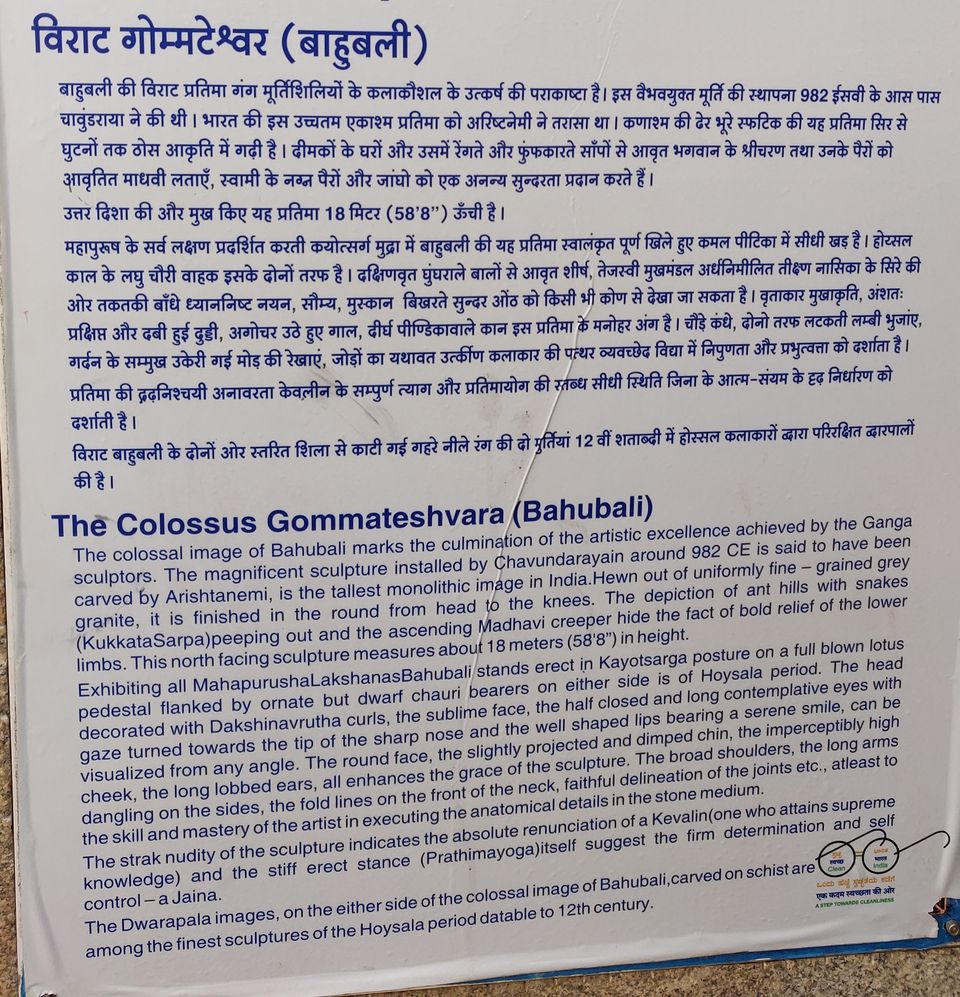 विराट गोम्मटेश्वर (बाहुबली)
बाहुबली की विराट प्रतिमा गंग मूर्तिशिलियों के कलाकौशल के उत्कर्ष की पराकाष्टा है। इस वैभवयुक्त मूर्ति की स्थापना 982 ईसवी के आस पास
चावुंडराया ने की थी। भारत की इस उच्चतम एकाश्म प्रतिमा को अरिष्टनेमी ने तरासा था। कणाश्म की ढेर भूरे स्फटिक की यह प्रतिमा सिर से
घुटनों तक ठोस आकृति में गढ़ी है। दीमकों के घरों और उसमें रेंगते और फुंफकारते साँपों से आवृत भगवान के श्रीचरण तथा उनके पैरों को
आवृतित माधवी लताएँ, स्वामी के नग्न पैरों और जांघो को एक अनन्य सुन्दरता प्रदान करते हैं।
उत्तर दिशा की और मुख किए यह प्रतिमा 18 मिटर (58'8") ऊँची है।
महापुरूष के सर्व लक्षण प्रदर्शित करती कयोत्सर्ग मुद्रा में बाहुबली की यह प्रतिमा स्वालंकृत पूर्ण खिले हुए कमल पीटिका में सीधी खड़ है। होय्सल
काल के लघु चौरी वाहक इसके दोनों तरफ है। दक्षिणवृत घुंघराले बालों से आवृत शीर्ष, तेजस्वी मुखमंडल अर्धनिमीलित तीक्ष्ण नासिका के सिरे की
ओर तकतकी बाँधे ध्याननिष्ट नयन, सौम्य, मुस्कान बिखरते सुन्दर ओंठ को किसी भी कोण से देखा जा सकता है। वृताकार मुखाकृति, अंशतः
प्रक्षिप्त और दबी हुई ठुड्डी, अगोचर उठे हुए गाल, दीर्घ पीण्डिकावाले कान इस प्रतिमा के मनोहर अंग है। चौड़े कंधे, दोनो तरफ लटकती लम्बी भुजांए,
गर्दन के सम्मुख उकेरी गई मोड़ की रेखाएं, जोड़ों का यथावत उर्त्कीण कलाकार की पत्थर व्यवच्छेद विद्या में निपुणता और प्रभुत्वत्ता को दर्शाता है।
प्रतिमा की द्रढ़निश्चयी अनावरता केवलीन के सम्पुर्ण त्याग और प्रतिमायोग की स्तब्ध सीधी स्थिति जिना के आत्म-संयम के द्रढ़ निर्धारण को
दर्शाती है।
विराट बाहुबली के दोनों ओर स्तरित शिला से काटी गई गहरे नीले रंग की दो मुर्तियां 12 वीं शताब्दी में होस्सल कलाकारों द्वारा परिरक्षित द्वारपालों
की है।
The Colossus Gommateshvara (Bahubali)
The colossal image of Bahubali marks the culmination of the artistic excellence achieved by the Ganga
sculptors. The magnificent sculpture installed by Chavundarayain around 982 CE is said to have been
carved by Arishtanemi, is the tallest monolithic image in India.Hewn out of uniformly fine – grained grey
granite, it is finished in the round from head to the knees. The depiction of ant hills with snakes
(KukkataSarpa)peeping out and the ascending Madhavi creeper hide the fact of bold relief of the lower
limbs. This north facing sculpture measures about 18 meters (58'8") in height.
Exhibiting all MahapurushaLakshanasBahubali stands erect in Kayotsarga posture on a full blown lotus
pedestal flanked by ornate but dwarf chauri bearers on either side is of Hoysala period. The head
decorated with Dakshinavrutha curls, the sublime face, the half closed and long contemplative eyes with
gaze turned towards the tip of the sharp nose and the well shaped lips bearing a serene smile, can be
visualized from any angle. The round face, the slightly projected and dimped chin, the imperceptibly high
cheek, the long lobbed ears, all enhances the grace of the sculpture. The broad shoulders, the long arms
dangling on the sides, the fold lines on the front of the neck, faithful delineation of the joints etc., atleast to
the skill and mastery of the artist in executing the anatomical details in the stone medium.
The strak nudity of the sculpture indicates the absolute renunciation of a Kevalin(one who attains supreme
knowledge) and the stiff erect stance (Prathimayoga)itself suggest the firm determination and self
control – a Jaina.
The Dwarapala images, on the either side of the colossal image of Bahubali,carved on schist are
among the finest sculptures of the Hoysala period datable to 12th century.
स्वच्छ भारत
Clean India
ಒಂದು ಹೆಜ್ಜೆ ಸ್ವಚ್ಛತೆಯ ಕಡೆಗೆ
एक कदम स्वच्छता की ओर
A STEP TOWARDS CLEANLINESS